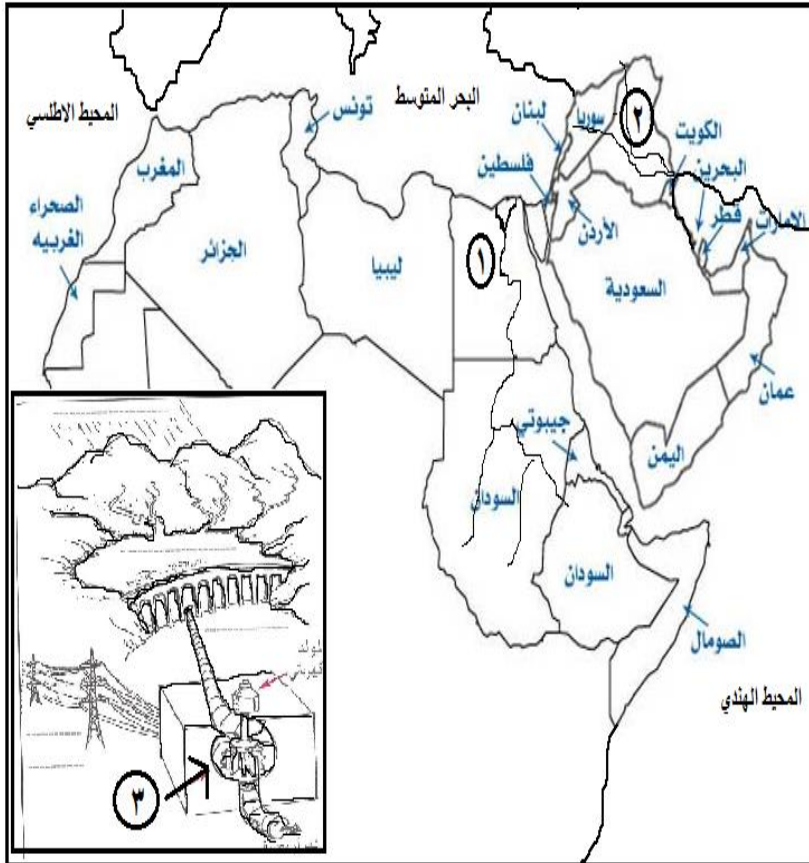 المحيط الاطلسي
البحر المتوسط
تونس
لبنان
سوريا
٢
الكويت
المغرب
فلسطين
البحرين
الصحراء
الغربيه
الجزائر
ليبيا
١
الأردن
قطر
الامارات
السعودية
عمان
جيبوتي
اليمن
السودان
السودان
الصومال
المحيط الهندي
٣